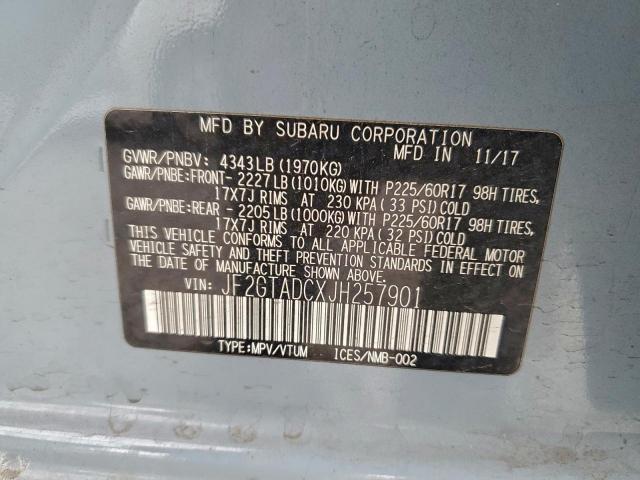 MFD BY SUBARU CORPORATION
MFD IN 11/17
GVWR/PNBV: 4343LB (1970KG)
GAWR/PNBE:FRONT- 2227LB(1010KG)WITH P225/60R17 98H TIRES,
17X7J RIMS AT 230 KPA( 33 PSI)COLD
GAWR/PNBE:REAR - 2205LB(1000KG)WITH P225/60R17 98H TIRES,
17X7J RIMS AT 220 KPA( 32 PSI)COLD
THIS VEHICLE CONFORMS TO ALL APPLICABLE FEDERAL MOTOR
VEHICLE SAFETY AND THEFT PREVENTION STANDARDS IN
EFFECT ON THE DATE OF MANUFACTURE SHOWN ABOVE.
VIN: JF2GTADCXJH257901
TYPE:MPV/VTUM ICES/NMB-002